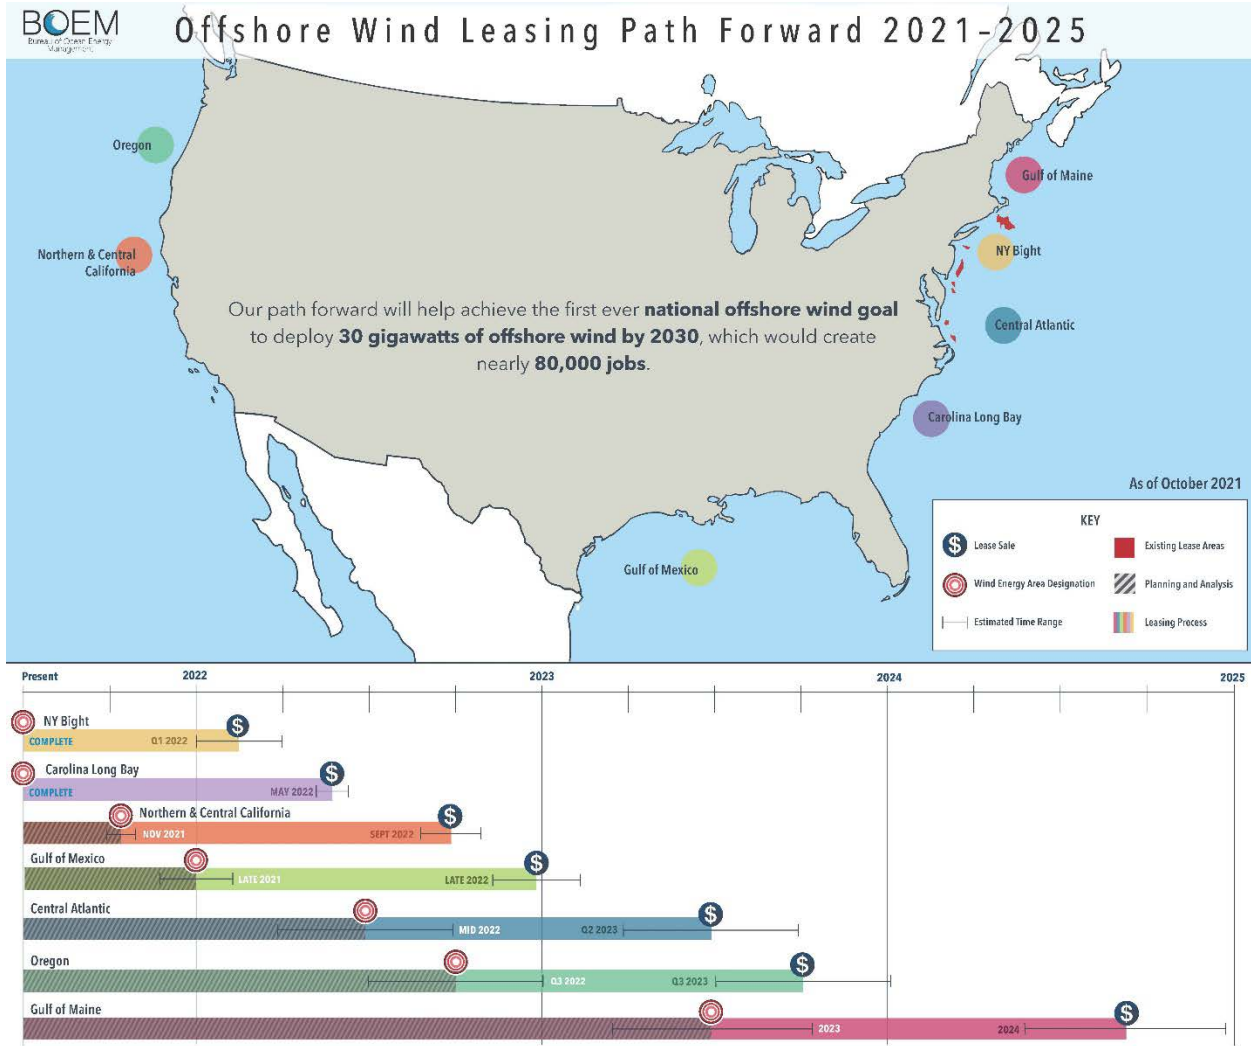 BOEM
Bureau of Ocean Energy
Management
Offshore Wind Leasing Path Forward 2021–2025
Oregon
Gulf of Maine
Northern & Central
California
NY Bight
Our path forward will help achieve the first ever national offshore wind goal
to deploy 30 gigawatts of offshore wind by 2030, which would create
nearly 80,000 jobs.
Central Atlantic
Carolina Long Bay
Gulf of Mexico
As of October 2021
KEY
$ Lease Sale
Existing Lease Areas
Wind Energy Area Designation
Planning and Analysis
Estimated Time Range
Leasing Process
Present 2022 2023 2024 2025
NY Bight $
COMPLETE Q1 2022
Carolina Long Bay $
COMPLETE MAY 2022
Northern & Central California $
NOV 2021 SEPT 2022
Gulf of Mexico $
LATE 2021 LATE 2022
Central Atlantic $
MID 2022 Q2 2023
Oregon $
Q3 2022 Q3 2023
Gulf of Maine $
2023 2024